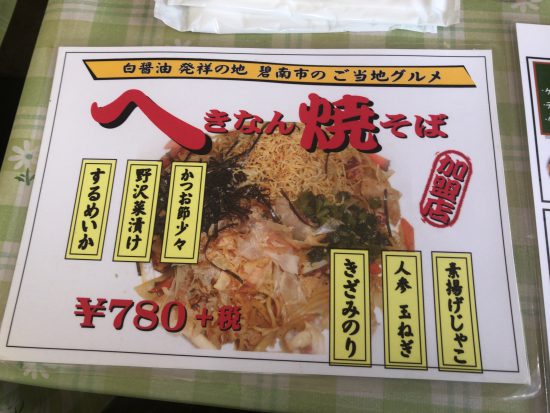 白醤油 発祥の地 碧南市の ご当地グルメ
へきなん焼そば
加盟店
かつお節少々
野沢菜漬け
するめいか
素揚げじゃこ
人参 玉ねぎ
きざみのり
¥780+税